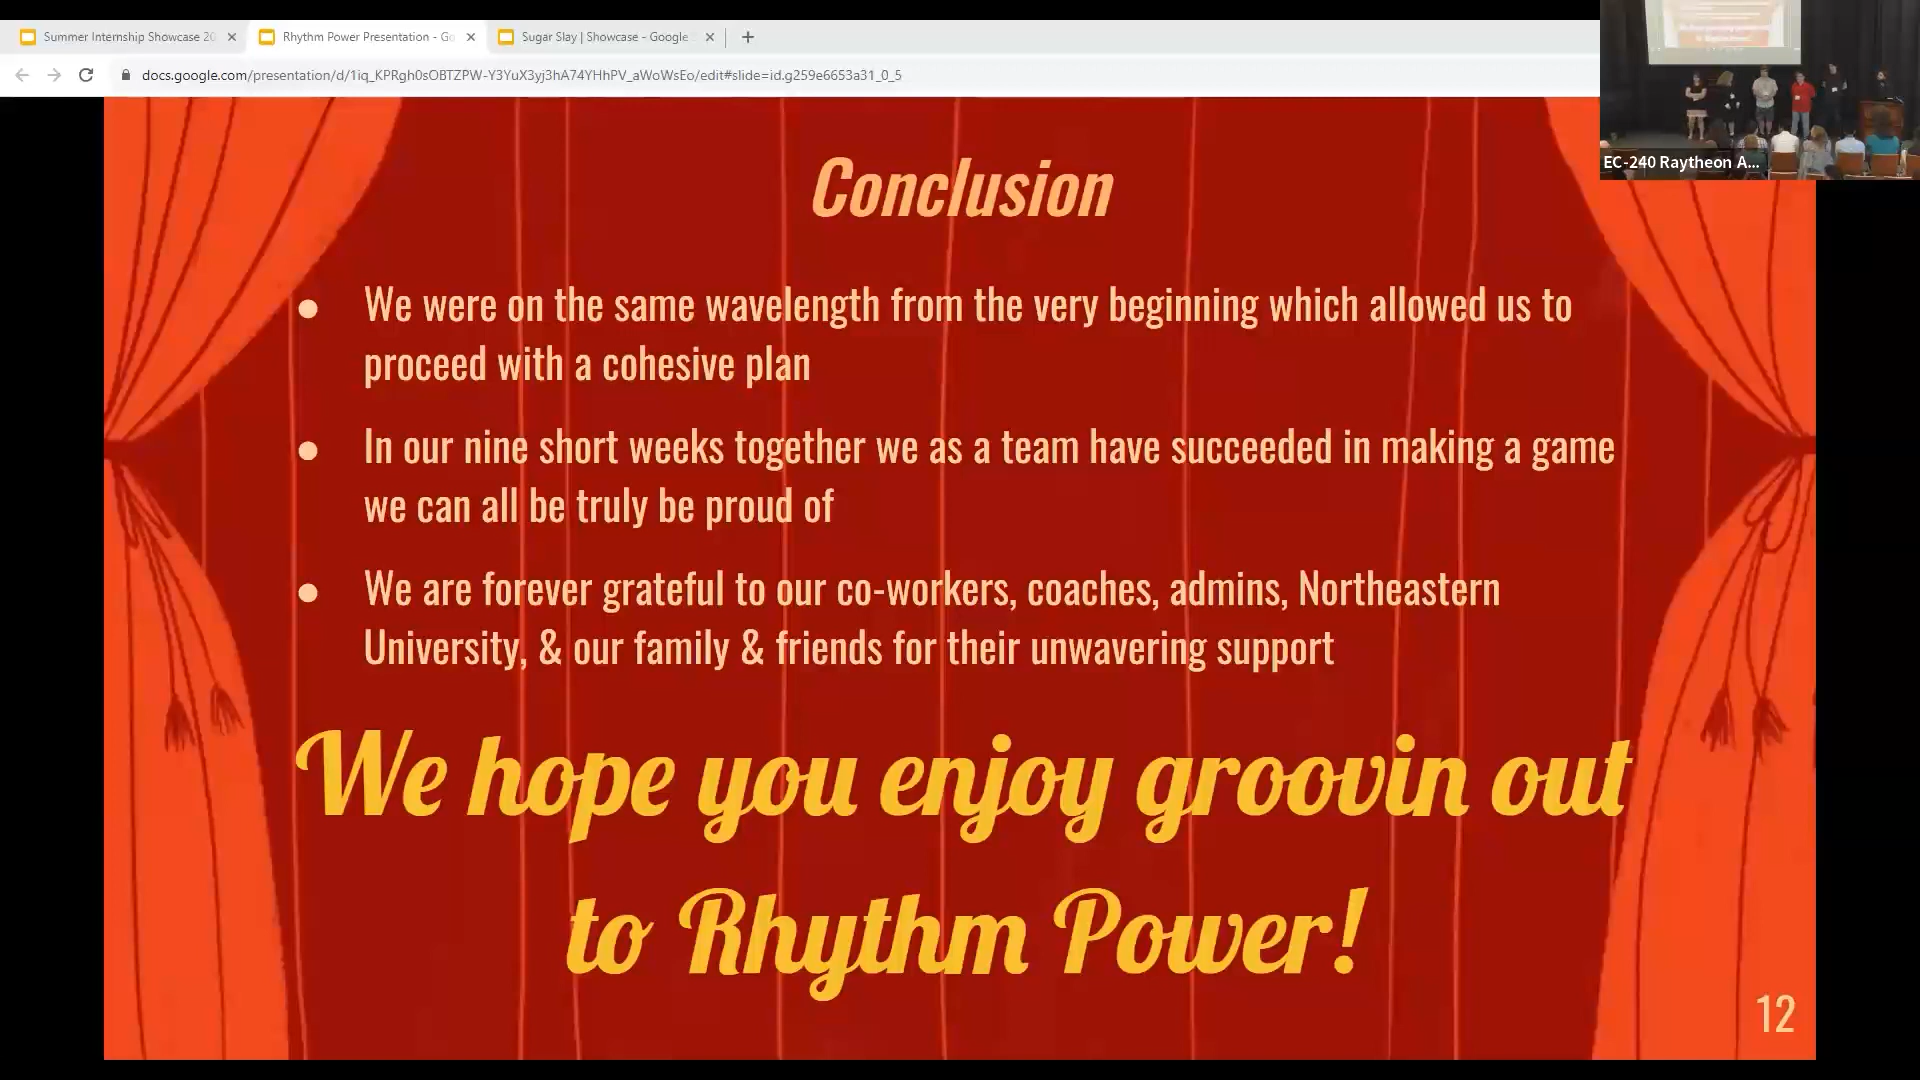 Summer Internship Showcase 20
Rhythm Power Presentation - Go
Sugar Slay | Showcase - Google
docs.google.com/presentation/d/1iq_KPRgh0sOBTZPW-Y3YuX3yj3hA74YHhPV_aWoWsEo/edit#slide=id.g259e6653a31_0_5
EC-240 Raytheon A...
Conclusion
● We were on the same wavelength from the very beginning which allowed us to
proceed with a cohesive plan
● In our nine short weeks together we as a team have succeeded in making a game
we can all be truly be proud of
● We are forever grateful to our co-workers, coaches, admins, Northeastern
University, & our family & friends for their unwavering support
We hope you enjoy groovin out
to Rhythm Power!
12